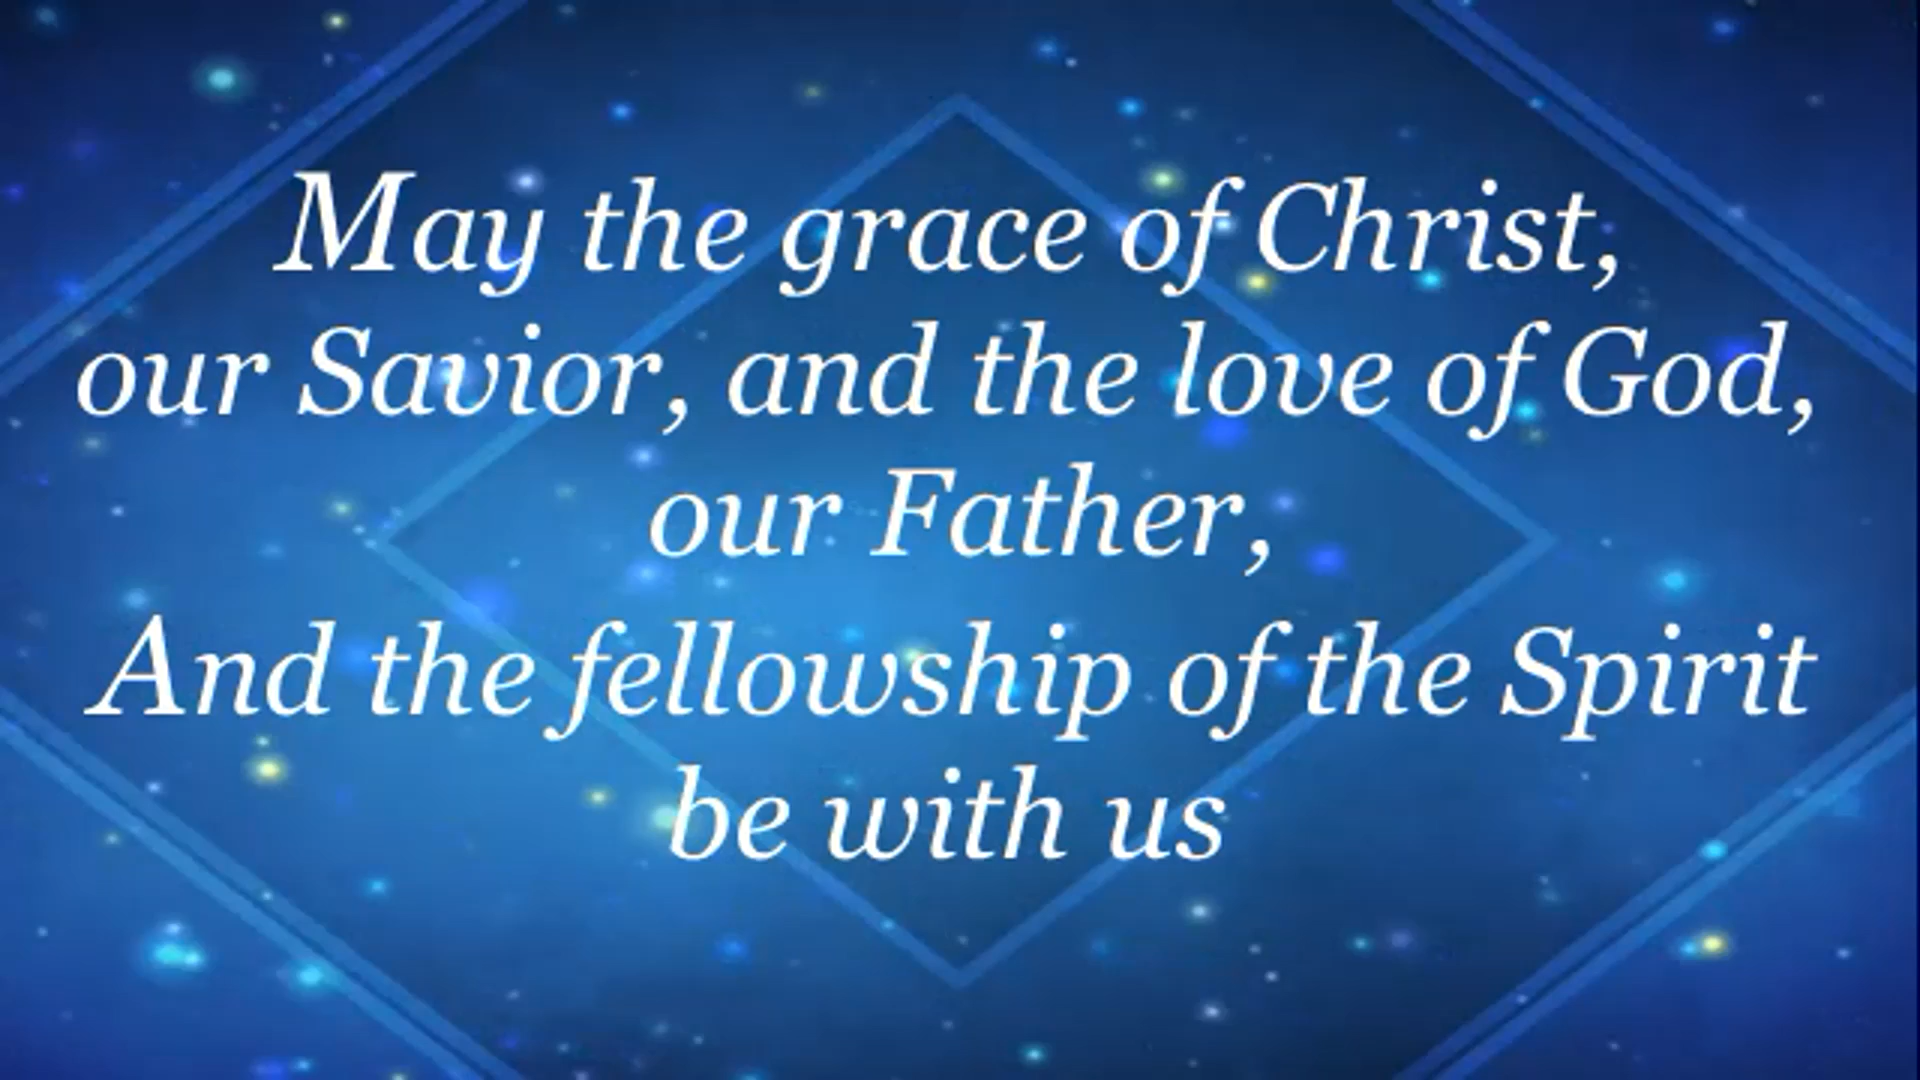 May the grace of Christ,
our Savior, and the love of God,
our Father,
And the fellowship of the Spirit
be with us